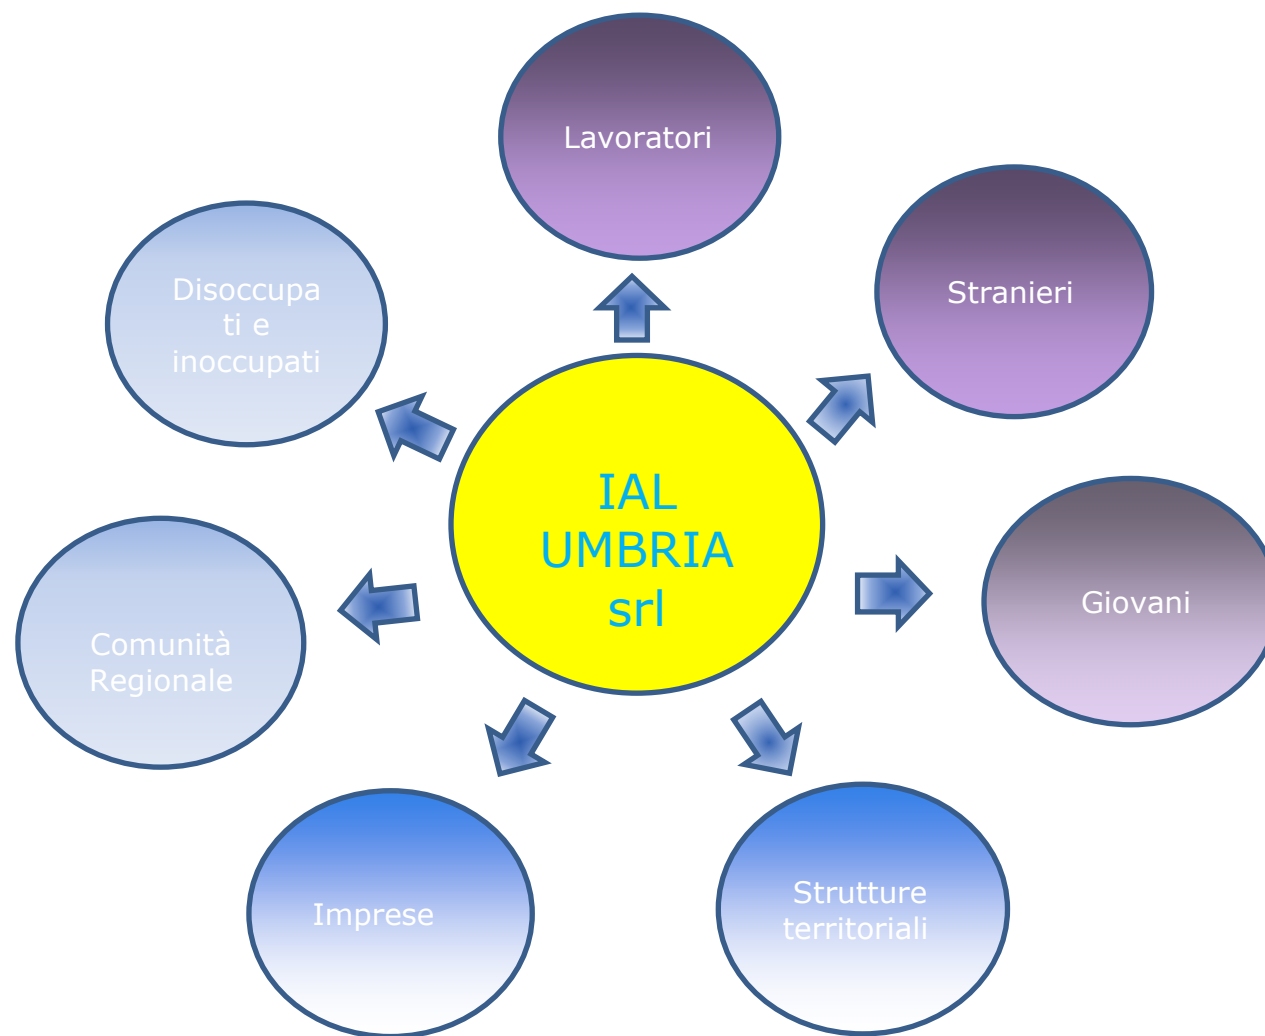 Lavoratori
Stranieri
Disoccupa
ti e
inoccupati
IAL
UMBRIA
srl
Giovani
Comunità
Regionale
Imprese
Strutture
territoriali